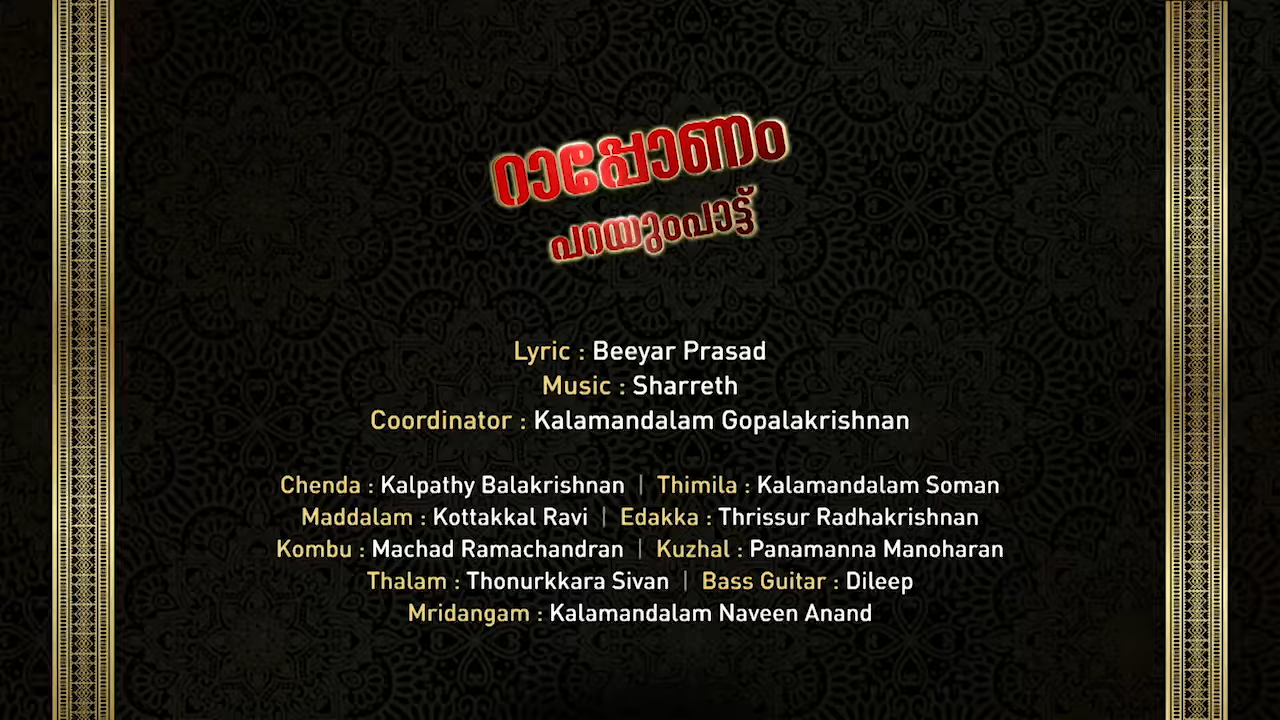 റാപ്പോണം
പറയുംപാട്ട്
Lyric : Beeyar Prasad
Music : Sharreth
Coordinator : Kalamandalam Gopalakrishnan
Chenda : Kalpathy Balakrishnan | Thimila : Kalamandalam Soman
Maddalam : Kottakkal Ravi | Edakka : Thrissur Radhakrishnan
Kombu : Machad Ramachandran | Kuzhal : Panamanna Manoharan
Thalam : Thonurkkara Sivan | Bass Guitar : Dileep
Mridangam : Kalamandalam Naveen Anand